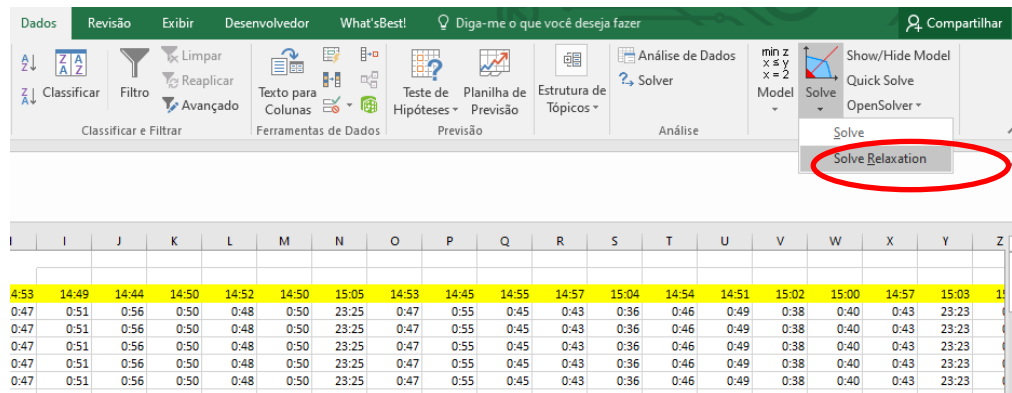 Dados Revisão Exibir Desenvolvedor What'sBest! Diga-me o que você deseja fazer Compartilhar
Classificar
Filtro
Limpar
Reaplicar
Avançado
Texto para
Colunas
Teste de
Hipóteses
Planilha de
Previsão
Estrutura de
Tópicos
Análise de Dados
Solver
min z
x ≤ y
x = 2
Model
Solve
Show/Hide Model
Quick Solve
OpenSolver
Classificar e Filtrar Ferramentas de Dados Previsão Análise
Solve
Solve Relaxation
I J K L M N O P Q R S T U V W X Y Z
4:53 14:49 14:44 14:50 14:52 14:50 15:05 14:53 14:45 14:55 14:57 15:04 14:54 14:51 15:02 15:00 14:57 15:03
0:47 0:51 0:56 0:50 0:48 0:50 23:25 0:47 0:55 0:45 0:43 0:36 0:46 0:49 0:38 0:40 0:43 23:23
0:47 0:51 0:56 0:50 0:48 0:50 23:25 0:47 0:55 0:45 0:43 0:36 0:46 0:49 0:38 0:40 0:43 23:23
0:47 0:51 0:56 0:50 0:48 0:50 23:25 0:47 0:55 0:45 0:43 0:36 0:46 0:49 0:38 0:40 0:43 23:23
0:47 0:51 0:56 0:50 0:48 0:50 23:25 0:47 0:55 0:45 0:43 0:36 0:46 0:49 0:38 0:40 0:43 23:23
0:47 0:51 0:56 0:50 0:48 0:50 23:25 0:47 0:55 0:45 0:43 0:36 0:46 0:49 0:38 0:40 0:43 23:23